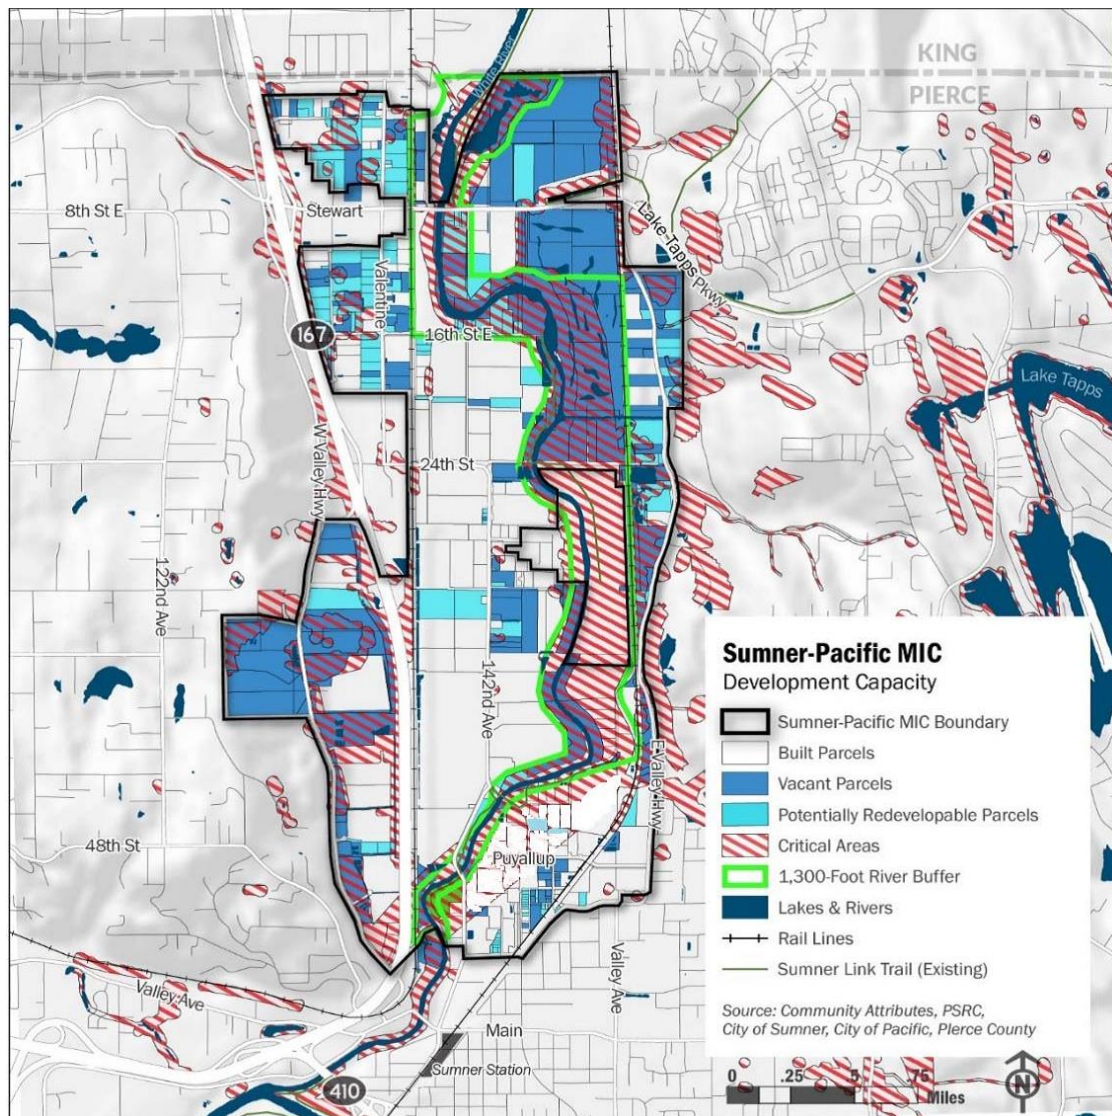 KING
PIERCE
White River
8th St E
Stewart
Lake Tapps Pkwy
Valentine
167
16th St E
Lake Tapps
W Valley Hwy
24th St
122nd Ave
142nd Ave
E Valley Hwy
48th St
Puyallup
Valley Ave
Valley Ave
Main
Sumner Station
410
Sumner-Pacific MIC
Development Capacity
Sumner-Pacific MIC Boundary
Built Parcels
Vacant Parcels
Potentially Redevelopable Parcels
Critical Areas
1,300-Foot River Buffer
Lakes & Rivers
Rail Lines
Sumner Link Trail (Existing)
Source: Community Attributes, PSRC,
City of Sumner, City of Pacific, Pierce County
0 .25 .5 .75
Miles
N